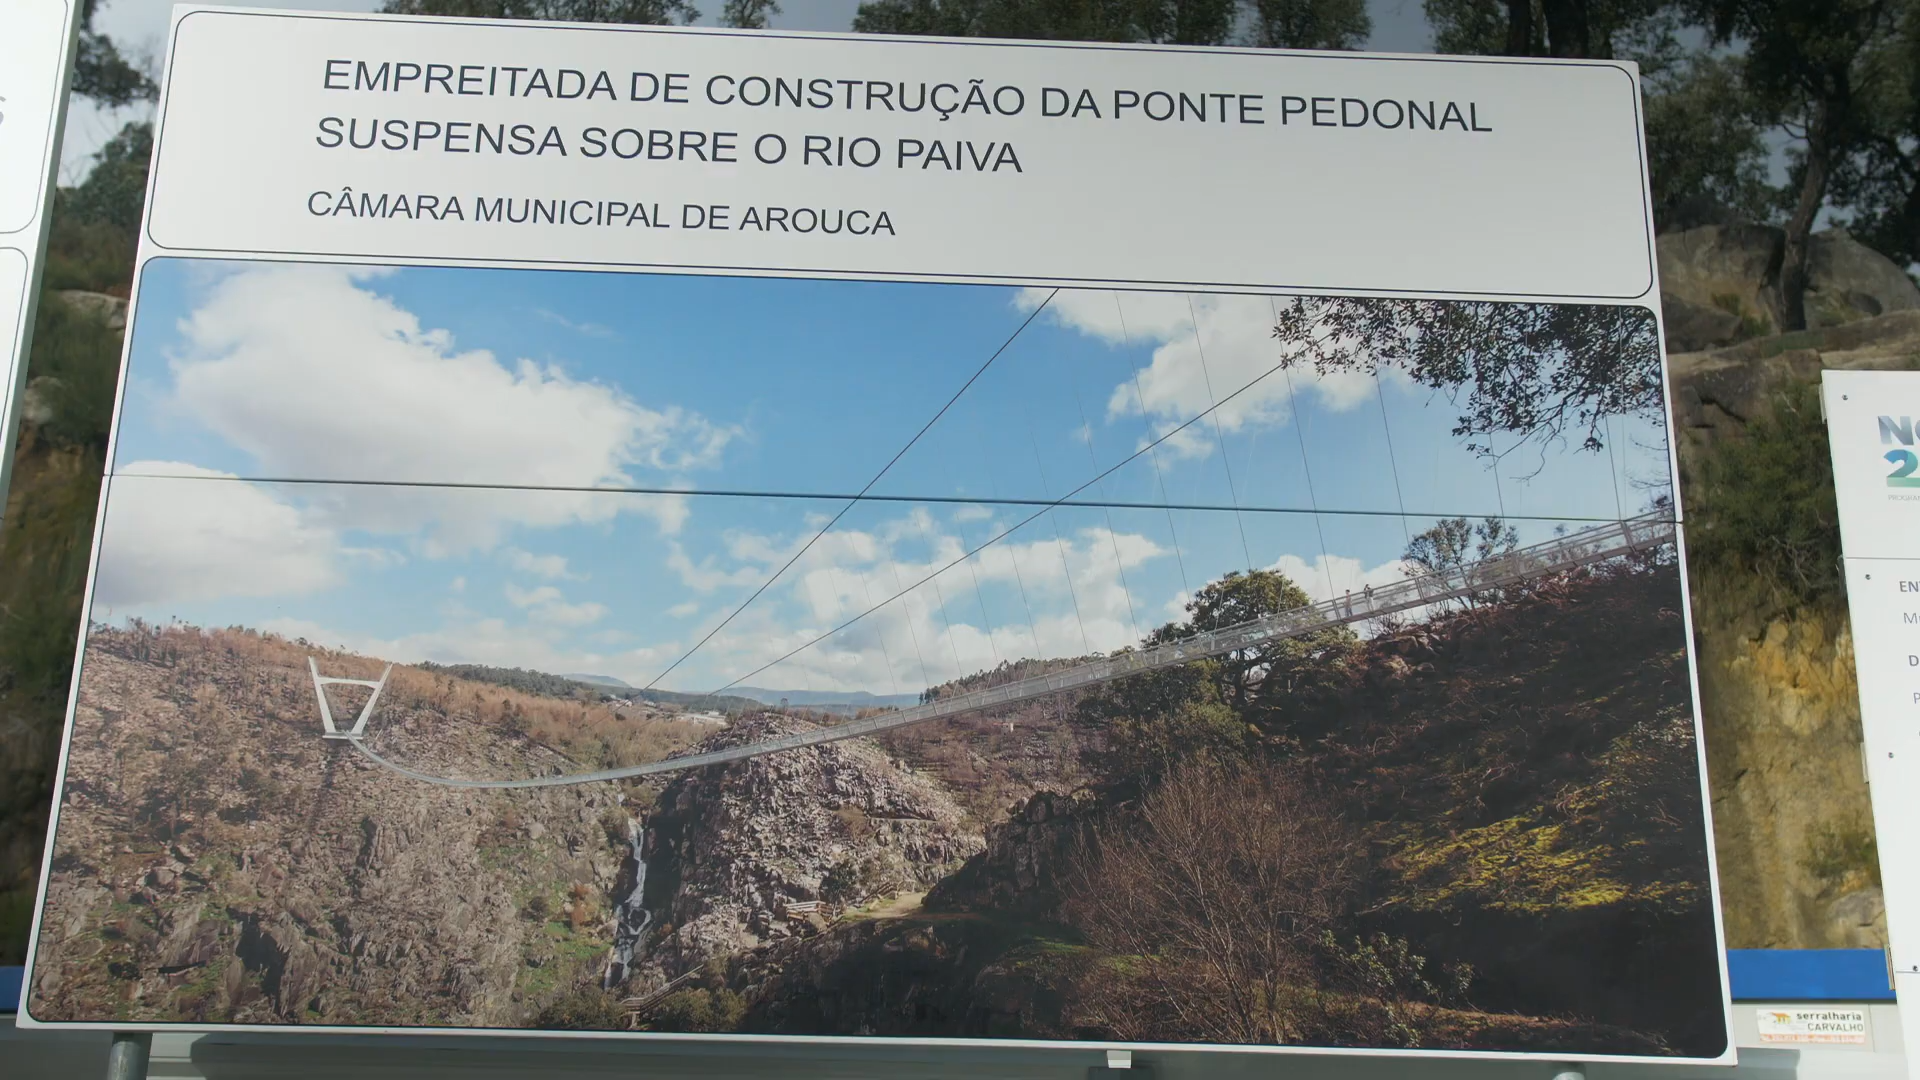 EMPREITADA DE CONSTRUÇÃO DA PONTE PEDONAL
SUSPENSA SOBRE O RIO PAIVA
CÂMARA MUNICIPAL DE AROUCA
serralharia
CARVALHO